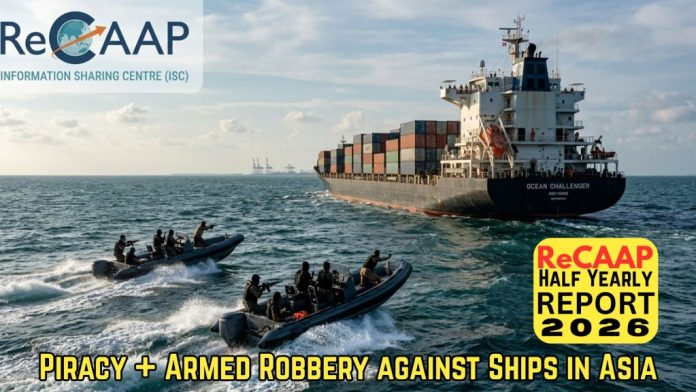 ReCAAP
INFORMATION SHARING CENTRE (ISC)
OCEAN CHALLENGER
ReCAAP
HALF YEARLY
REPORT
2026
PIRACY + ARMED ROBBERY AGAINST SHIPS IN ASIA